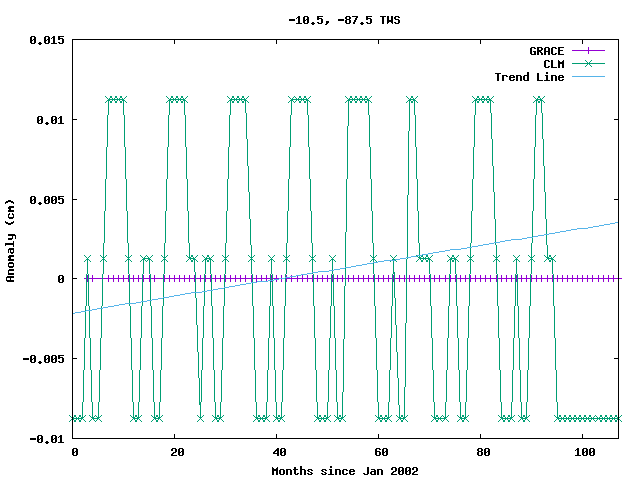 -10.5, -87.5 TWS
0.015
0.01
0.005
0
-0.005
-0.01
Anomaly (cm)
GRACE
CLM
Trend Line
0 20 40 60 80 100
Months since Jan 2002